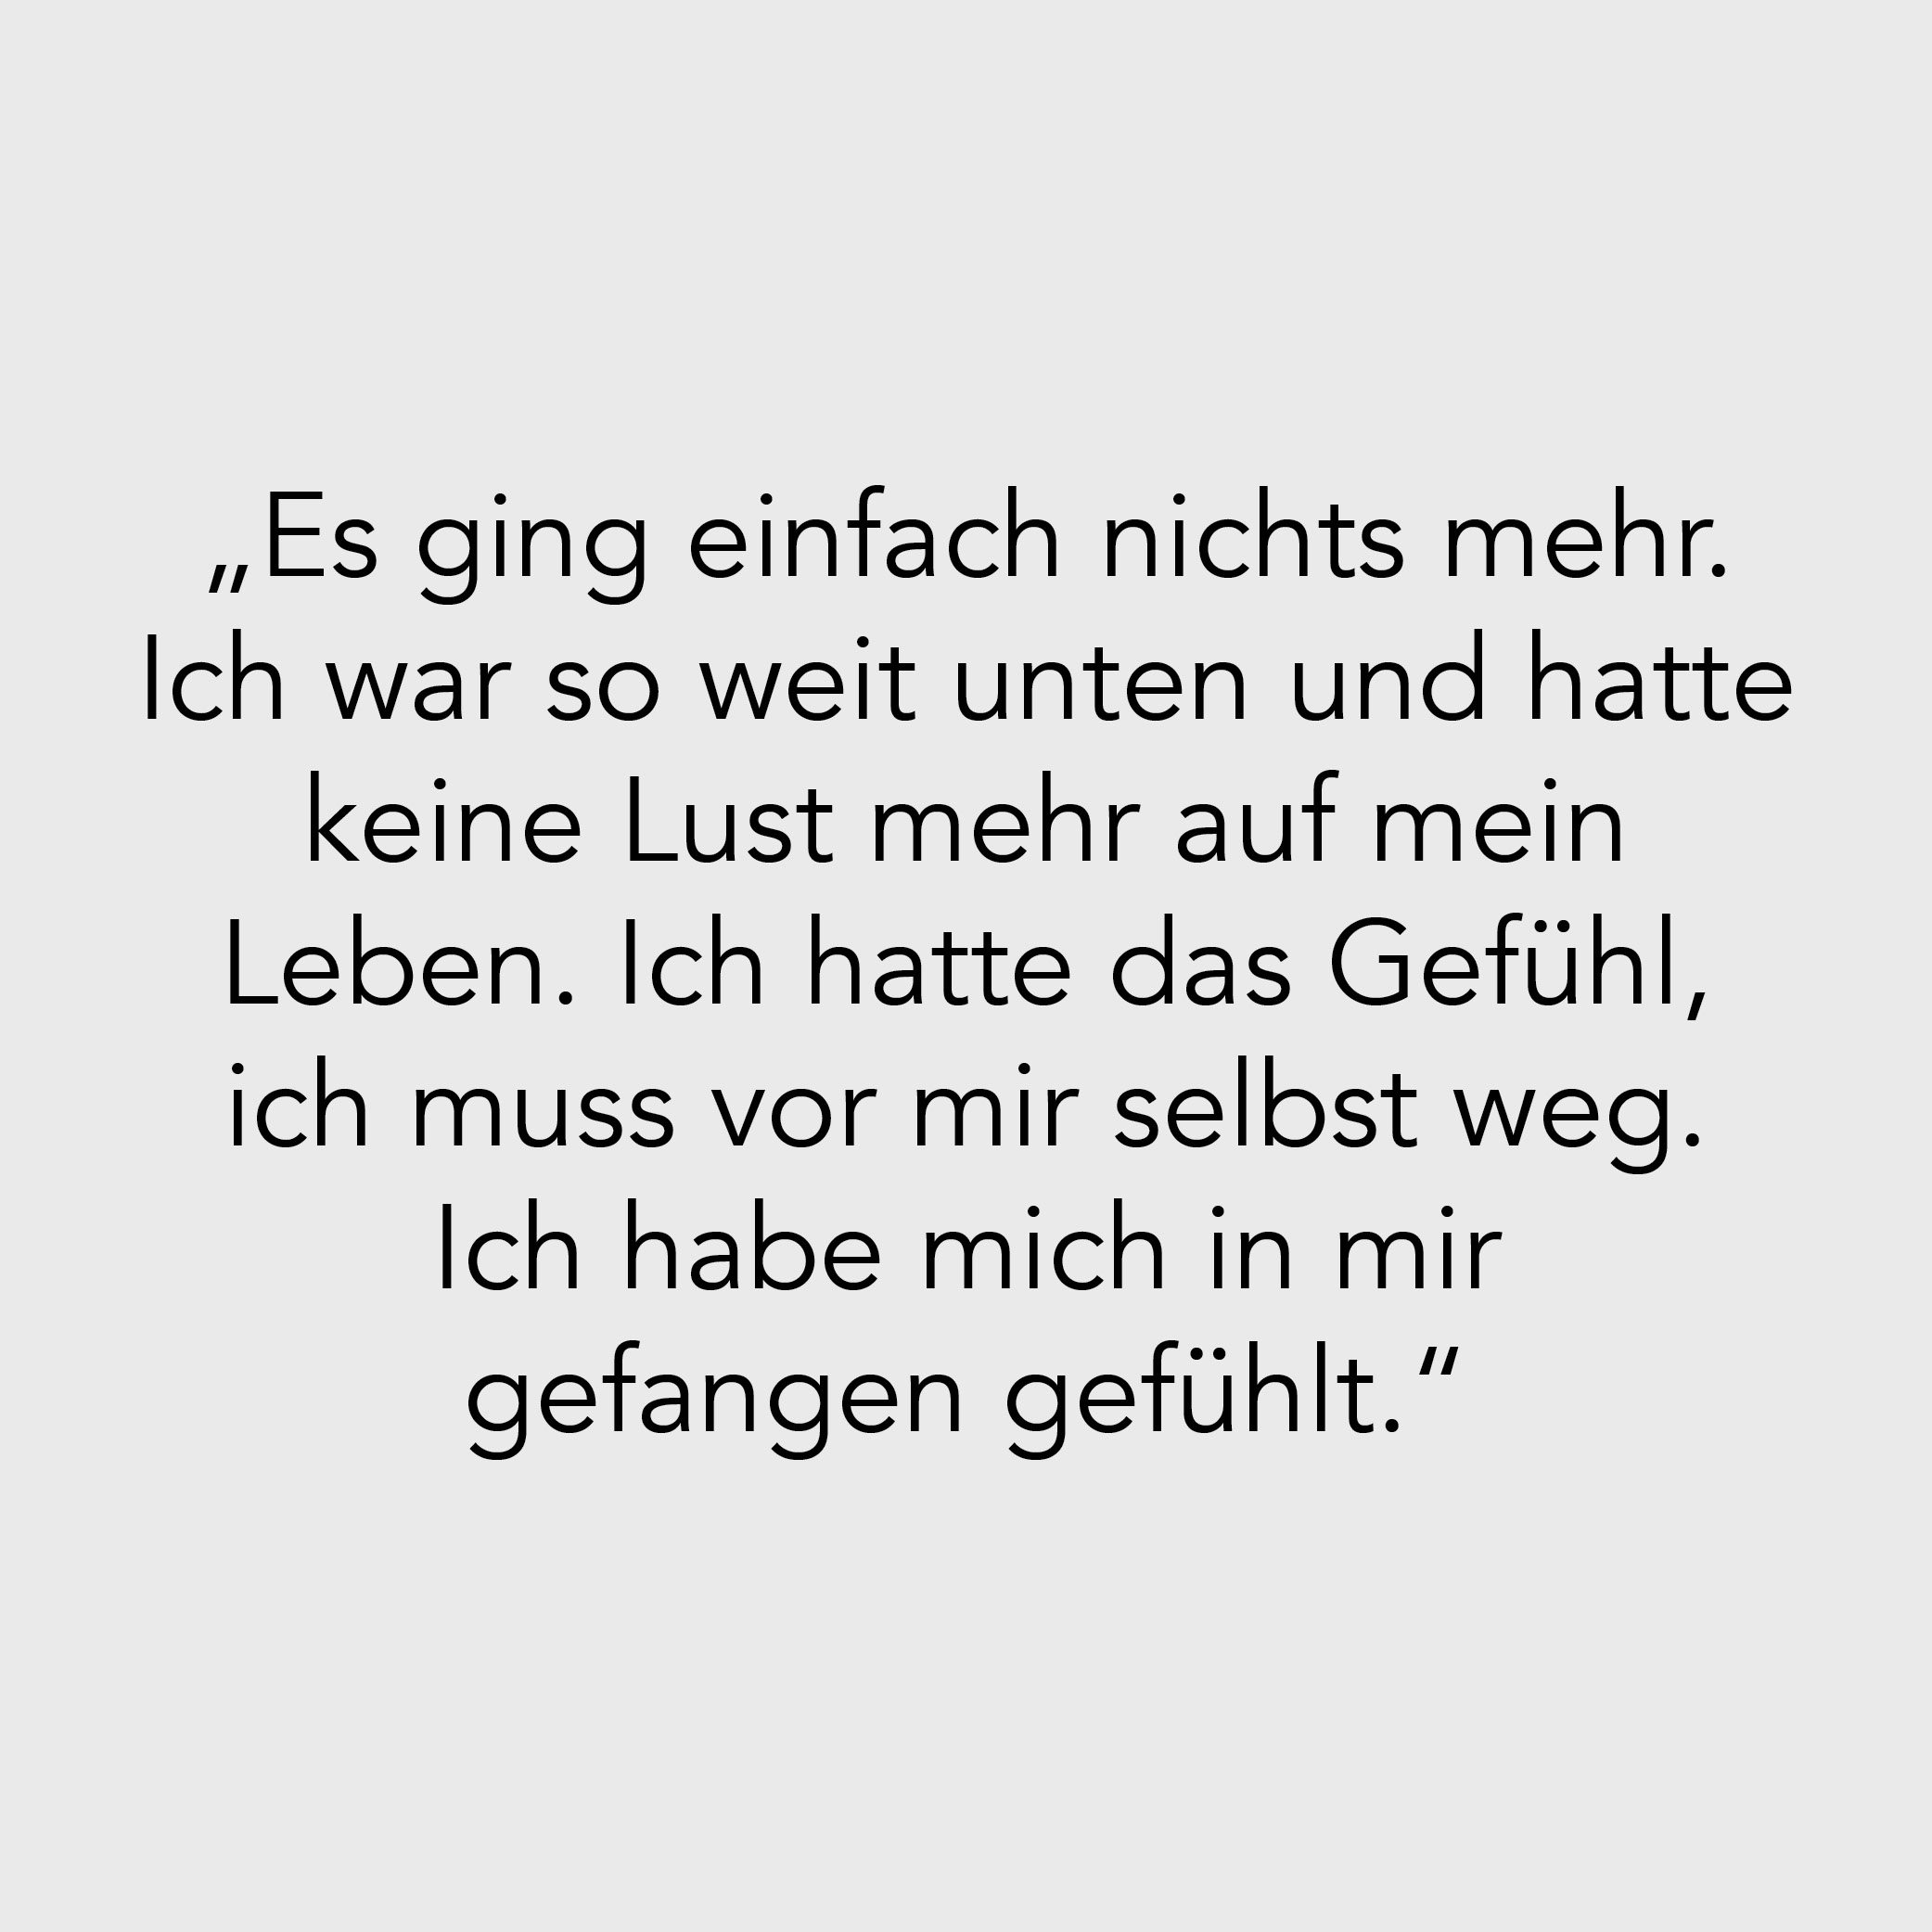 „Es ging einfach nichts mehr.
Ich war so weit unten und hatte
keine Lust mehr auf mein
Leben. Ich hatte das Gefühl,
ich muss vor mir selbst weg.
Ich habe mich in mir
gefangen gefühlt.“